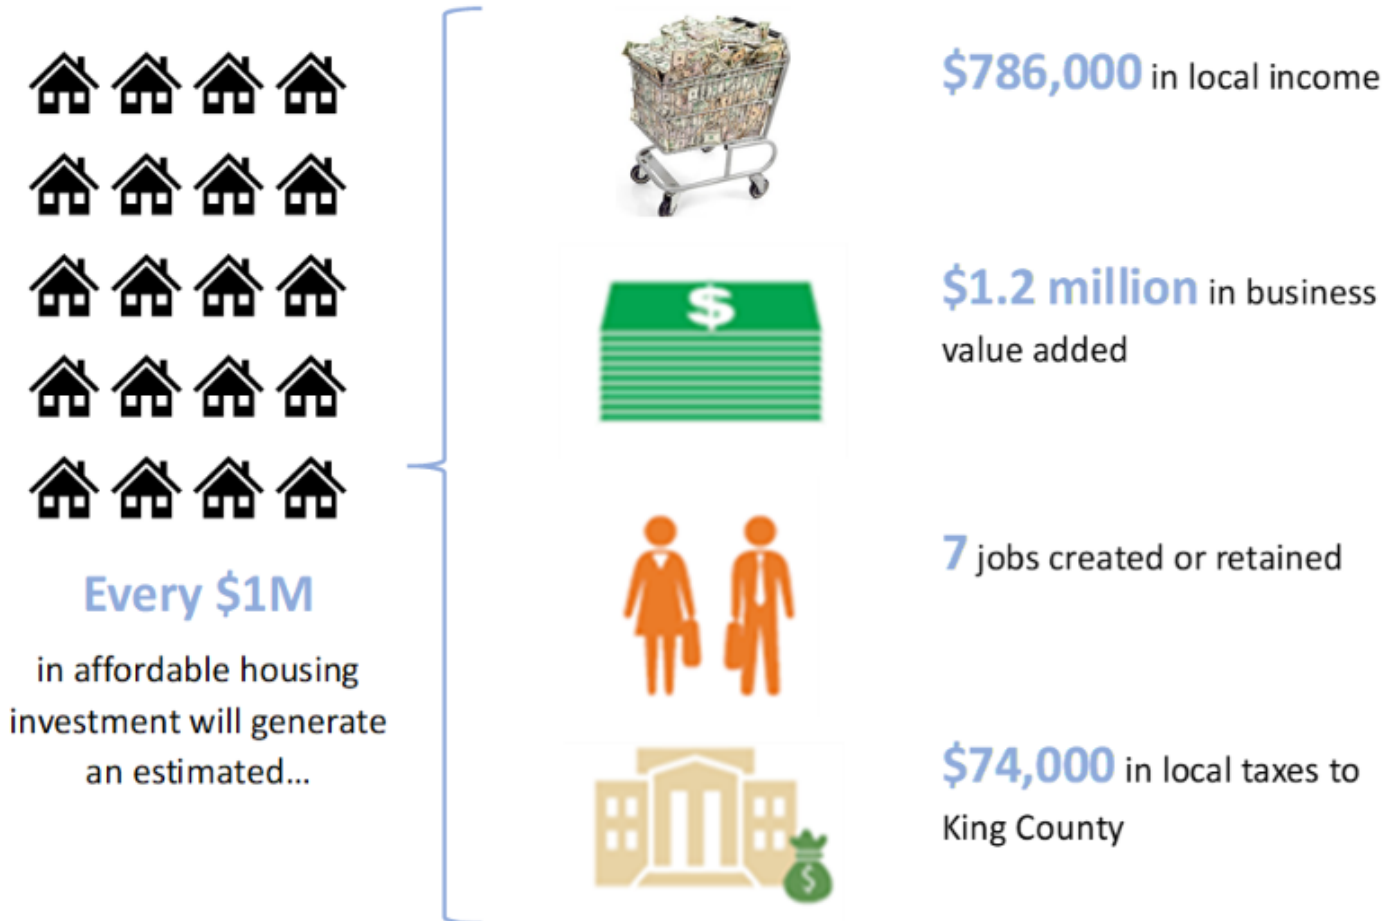 Every $1M
in affordable housing
investment will generate
an estimated...
$786,000 in local income
$1.2 million in business
value added
7 jobs created or retained
$74,000 in local taxes to
King County
$
$